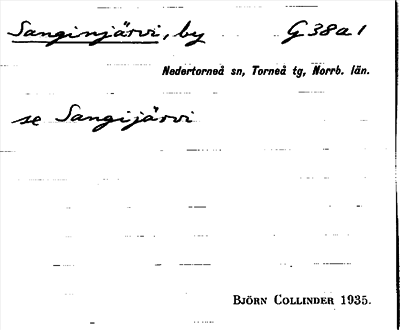 Sanginjärvi, by G 38 a 1
Nedertorneå sn, Torneå tg, Norrb. län.
se Sangijärvi
BJÖRN COLLINDER 1935.